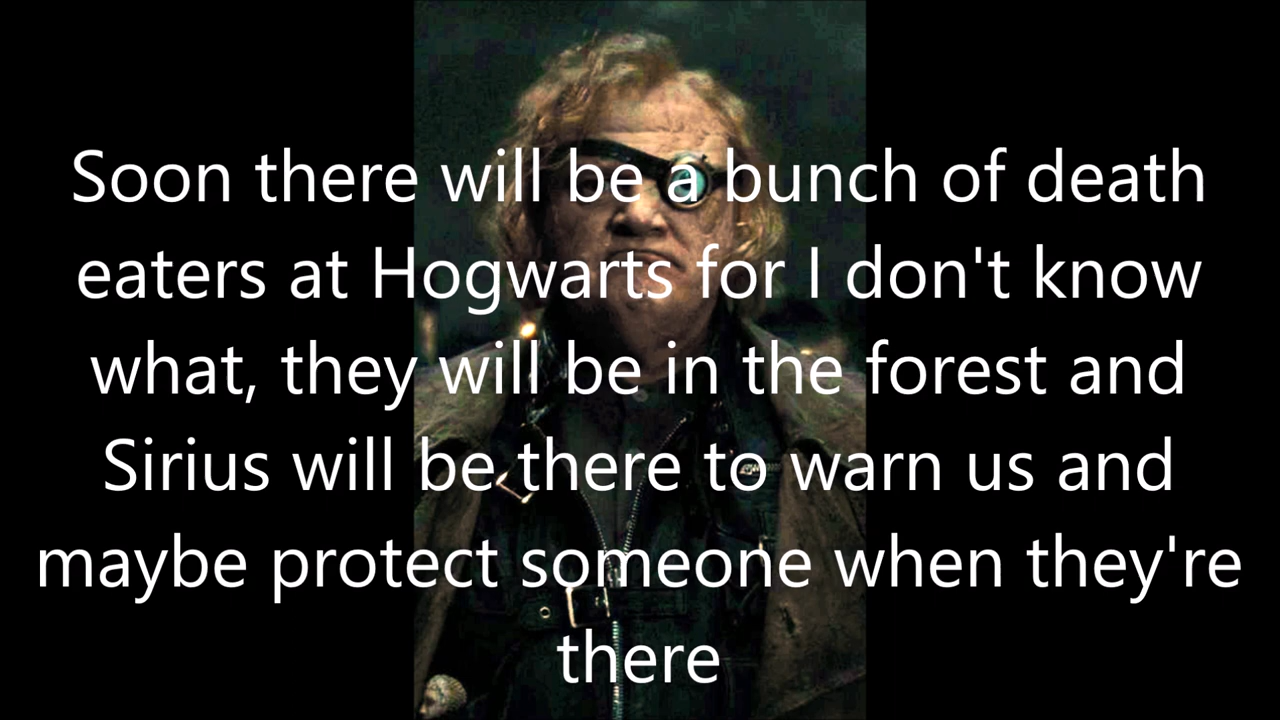 Soon there will be a bunch of death
eaters at Hogwarts for I don't know
what, they will be in the forest and
Sirius will be there to warn us and
maybe protect someone when they're
there